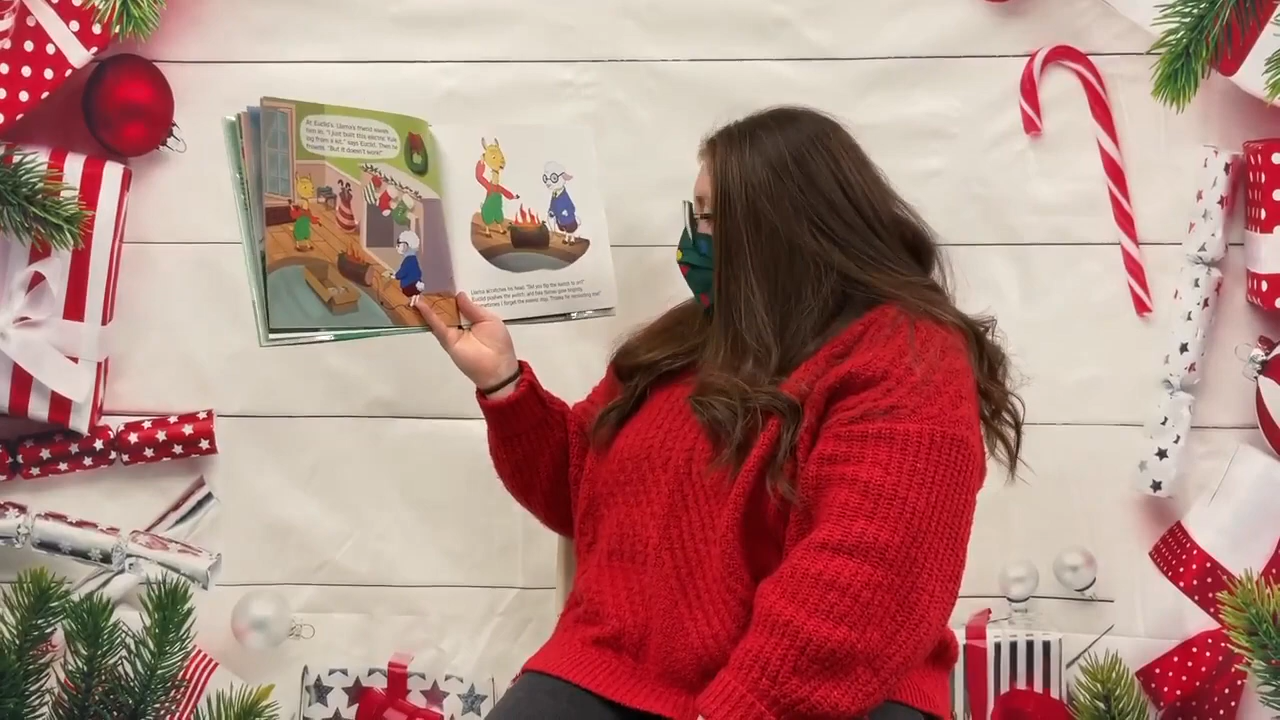 At Euclid's, Llama's friend waves
him in. "I just built this electric Yule
log from a kit," says Euclid. Then he
frowns. "But it doesn't work!"
Llama scratches his head. "Did you flip the switch to on?"
Euclid pushes the switch, and fake flames glow brightly.
"Sometimes I forget the easiest step. Thanks for reminding me!"